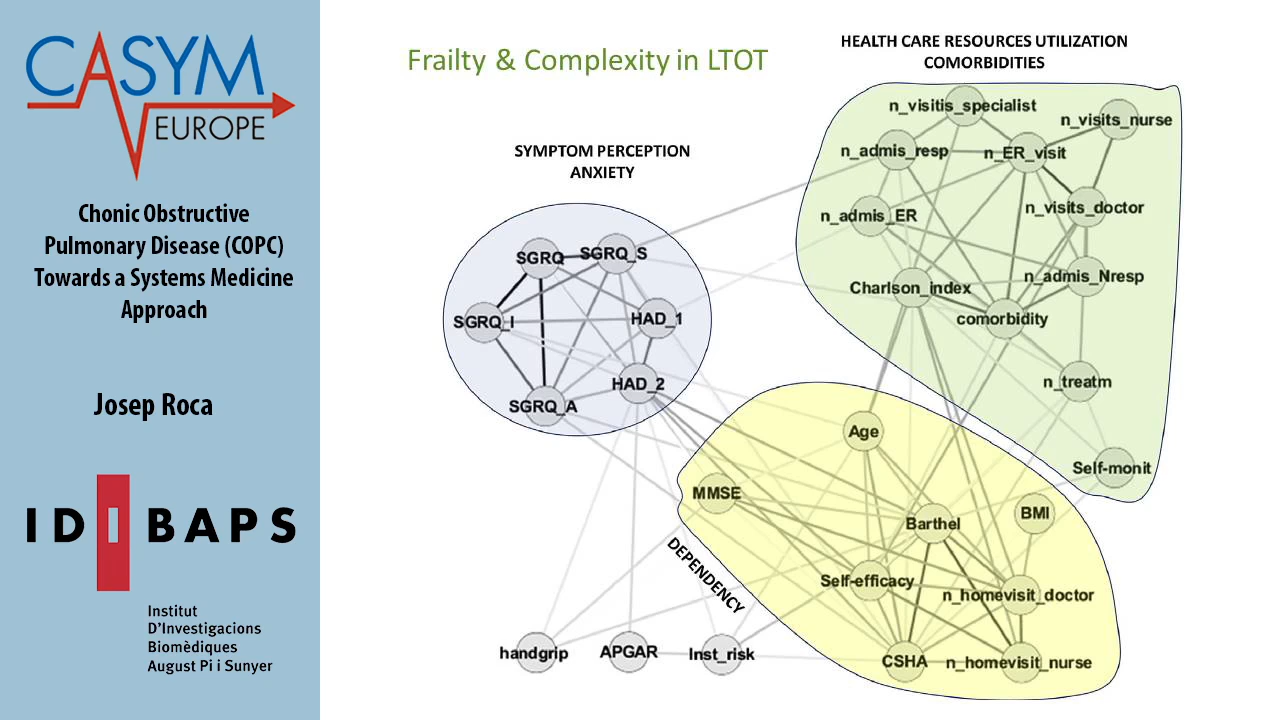 CASYM
EUROPE
Chonic Obstructive
Pulmonary Disease (COPC)
Towards a Systems Medicine
Approach
Josep Roca
IDIBAPS
Institut
D'Investigacions
Biomèdiques
August Pi i Sunyer
Frailty & Complexity in LTOT
HEALTH CARE RESOURCES UTILIZATION
COMORBIDITIES
SYMPTOM PERCEPTION
ANXIETY
n_visitis_specialist
n_visits_nurse
n_admis_resp
n_ER_visit
n_visits_doctor
n_admis_ER
n_admis_Nresp
Charlson_index
comorbidity
n_treatm
Self-monit
SGRQ
SGRQ_S
SGRQ_I
HAD_1
HAD_2
SGRQ_A
Age
MMSE
Barthel
BMI
Self-efficacy
n_homevisit_doctor
CSHA
n_homevisit_nurse
DEPENDENCY
handgrip
APGAR
Inst_risk